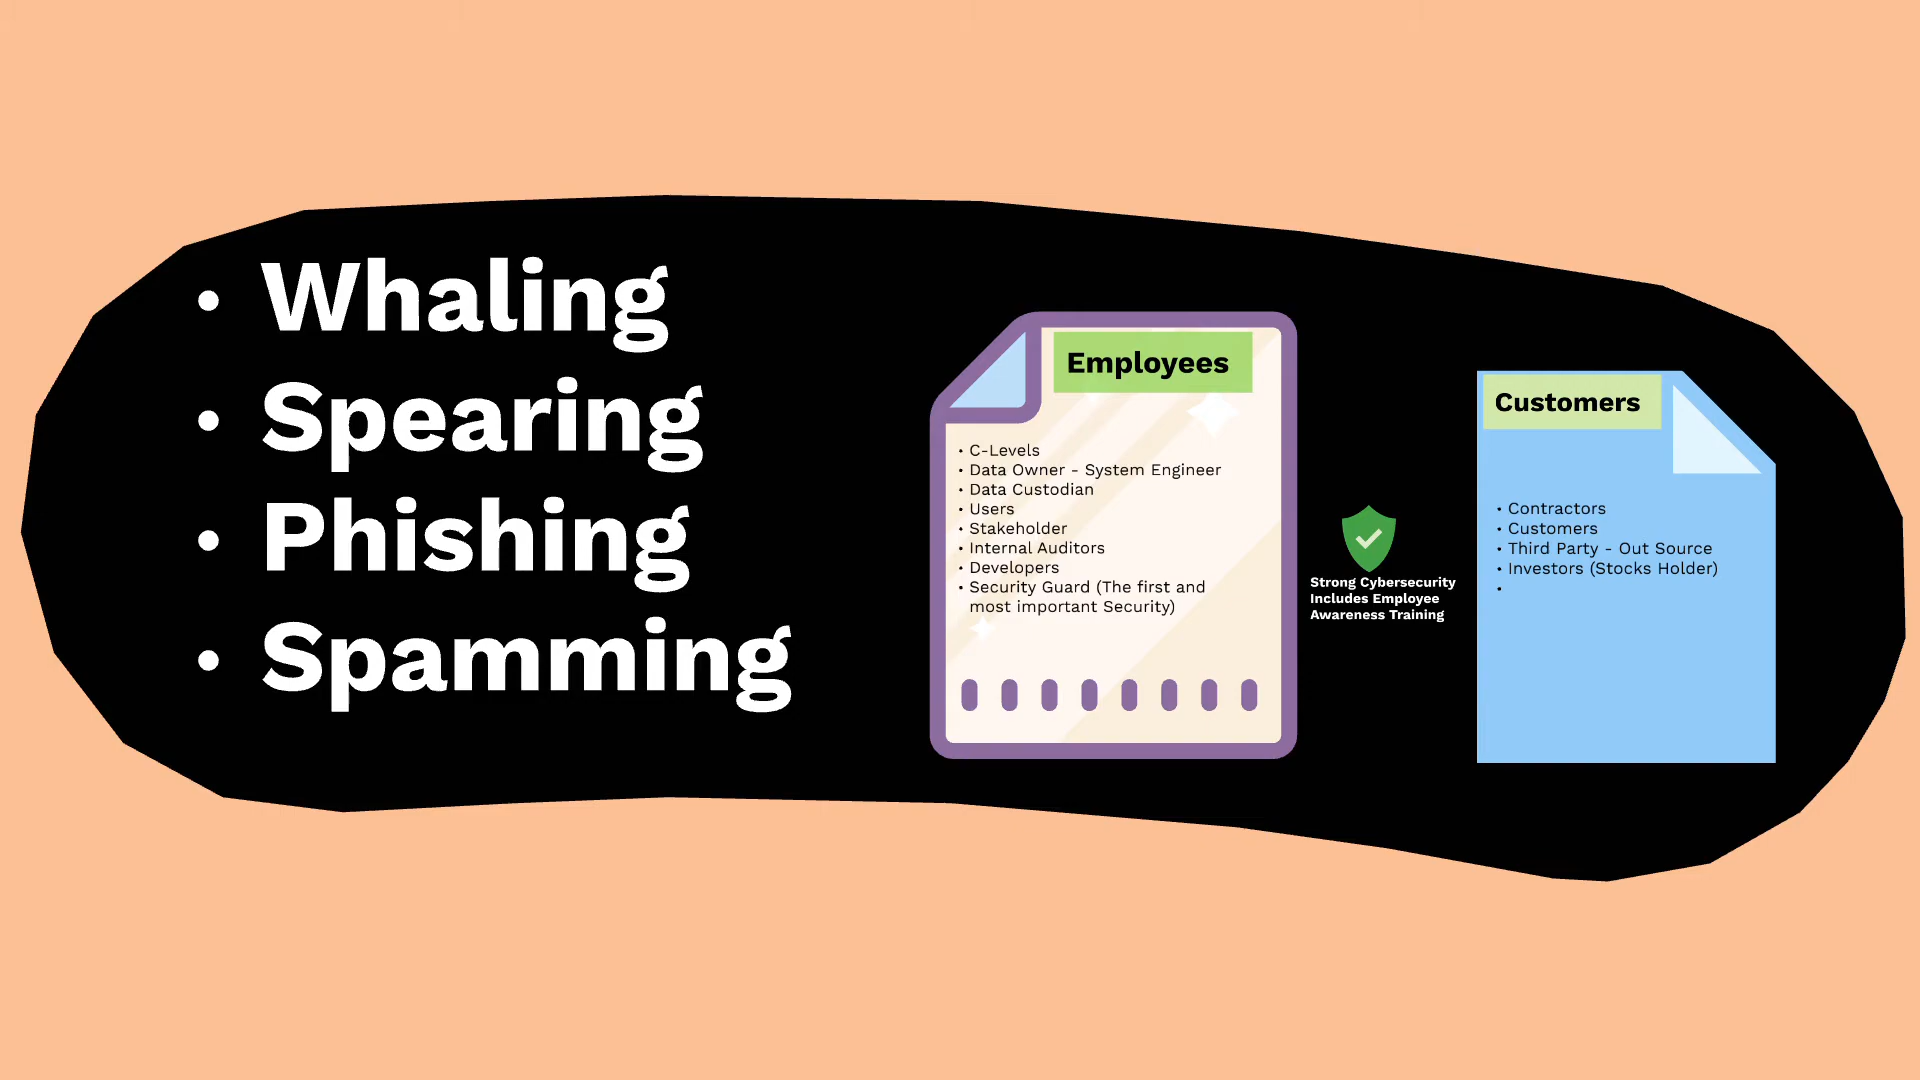 • Whaling
• Spearing
• Phishing
• Spamming
Employees
• C-Levels
• Data Owner - System Engineer
• Data Custodian
• Users
• Stakeholder
• Internal Auditors
• Developers
• Security Guard (The first and
most important Security)
Strong Cybersecurity
Includes Employee
Awareness Training
Customers
• Contractors
• Customers
• Third Party - Out Source
• Investors (Stocks Holder)
•